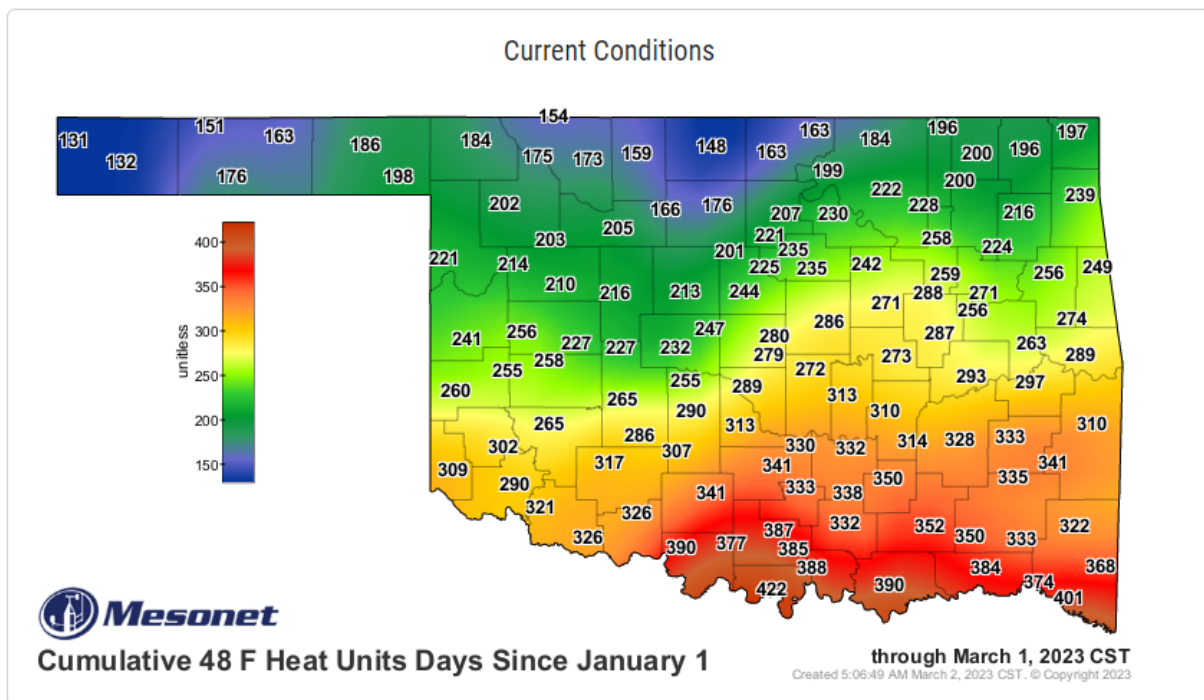 Current Conditions
154
131 151 163 163 196 197
132 186 184 148 184 196
175 173 159 163 200
176 198 199 200
202 166 176 222 239
207 230 228 216
205
203 221 258
201 235 224
221 214 225 235 242 249
400 259 256
210 216 213 244 288 271
350 271 256
286 274
300 241 256 247 280 287
227 227 232 263
258 279 273 289
unitless
250 255 272
260 255 289 293 297
265 313
200 290 310
265 313 310
286
302 330 332 314 328 333
150 309 317 307 341 341
290 333 350 335
341 338
321 326 332 352 322
326 387 350 333
390 377 385
388 384 368
422 390 374
401
Mesonet
Cumulative 48 F Heat Units Days Since January 1
through March 1, 2023 CST
Created 5:06:49 AM March 2, 2023 CST. © Copyright 2023